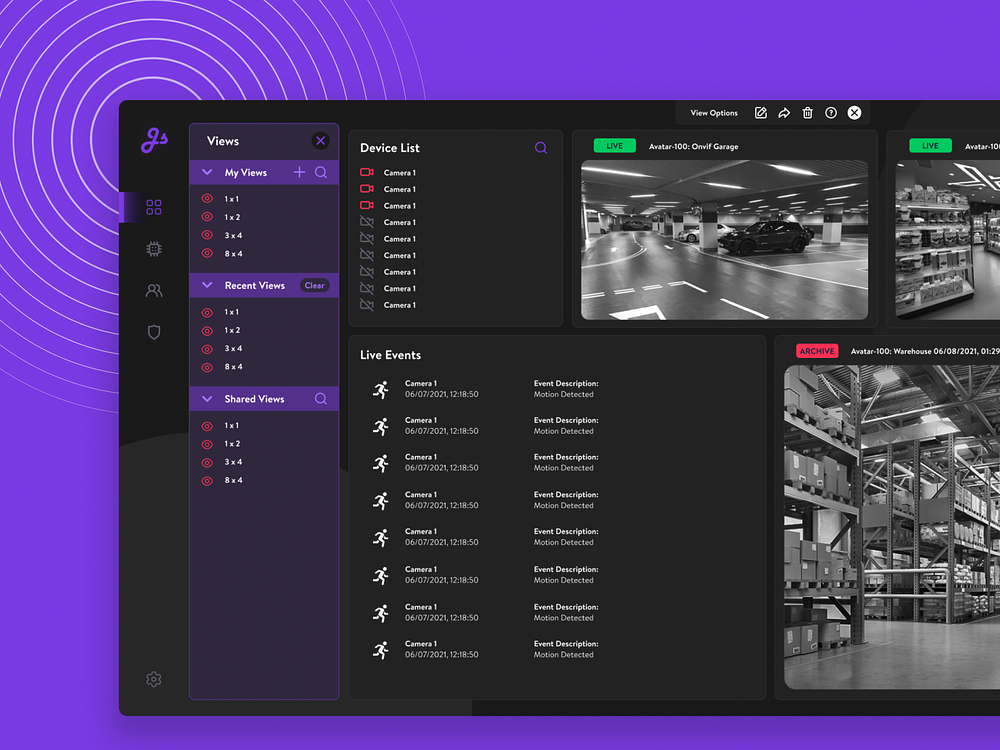 View Options
gs
Views
My Views
1 x 1
1 x 2
3 x 4
8 x 4
Recent Views
Clear
1 x 1
1 x 2
3 x 4
8 x 4
Shared Views
1 x 1
1 x 2
3 x 4
8 x 4
Device List
Camera 1
Camera 1
Camera 1
Camera 1
Camera 1
Camera 1
Camera 1
Camera 1
Camera 1
LIVE Avatar-100: Onvif Garage
LIVE Avatar-10
Live Events
Camera 1 Event Description:
06/07/2021, 12:18:50 Motion Detected
Camera 1 Event Description:
06/07/2021, 12:18:50 Motion Detected
Camera 1 Event Description:
06/07/2021, 12:18:50 Motion Detected
Camera 1 Event Description:
06/07/2021, 12:18:50 Motion Detected
Camera 1 Event Description:
06/07/2021, 12:18:50 Motion Detected
Camera 1 Event Description:
06/07/2021, 12:18:50 Motion Detected
Camera 1 Event Description:
06/07/2021, 12:18:50 Motion Detected
Camera 1 Event Description:
06/07/2021, 12:18:50 Motion Detected
ARCHIVE Avatar-100: Warehouse 06/08/2021, 01:29